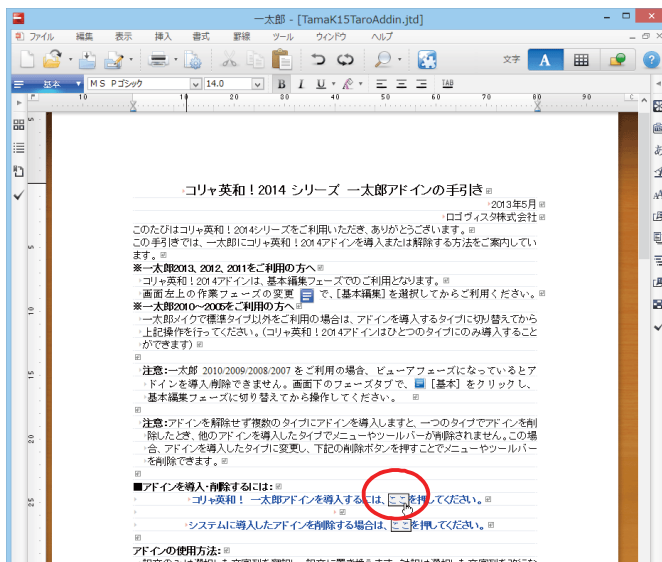 一太郎 - [TamaK15TaroAddin.jtd]
ファイル 編集 表示 挿入 書式 罫線 ツール ウィンドウ ヘルプ
文字 A
基本 ＭＳ Ｐゴシック 14.0 B I U TAB
10 10 20 30 40 50 60 70 80 90
コリャ英和！2014 シリーズ 一太郎アドインの手引き
2013年5月
ロゴヴィスタ株式会社
このたびはコリャ英和！2014シリーズをご利用いただき、ありがとうございます。
この手引きでは、一太郎にコリャ英和！2014アドインを導入または解除する方法をご案内してい
ます。
※一太郎2013、2012、2011をご利用の方へ
コリャ英和！2014アドインは、基本編集フェーズでのご利用となります。
画面左上の作業フェーズの変更 で、[基本編集]を選択してからご利用ください。
※一太郎2010～2006をご利用の方へ
一太郎メイクで標準タイプ以外をご利用の場合は、アドインを導入するタイプに切り替えてから
上記操作を行ってください。（コリャ英和！2014アドインはひとつのタイプにのみ導入すること
ができます）
注意:一太郎 2010/2009/2008/2007 をご利用の場合、ビューアフェーズになっているとア
ドインを導入/削除できません。画面下のフェーズタブで、 [基本] をクリックし、
基本編集フェーズに切り替えてから操作してください。
注意:アドインを解除せず複数のタイプにアドインを導入しますと、一つのタイプでアドインを削
除したとき、他のアドインを導入したタイプでメニューやツールバーが削除されません。この場
合、アドインを導入したタイプに変更し、下記の削除ボタンを押すことでメニューやツールバー
を削除できます。
■アドインを導入・削除するには:
コリャ英和！ 一太郎アドインを導入するには、ここを押してください。
システムに導入したアドインを削除する場合は、ここを押してください。
アドインの使用方法: